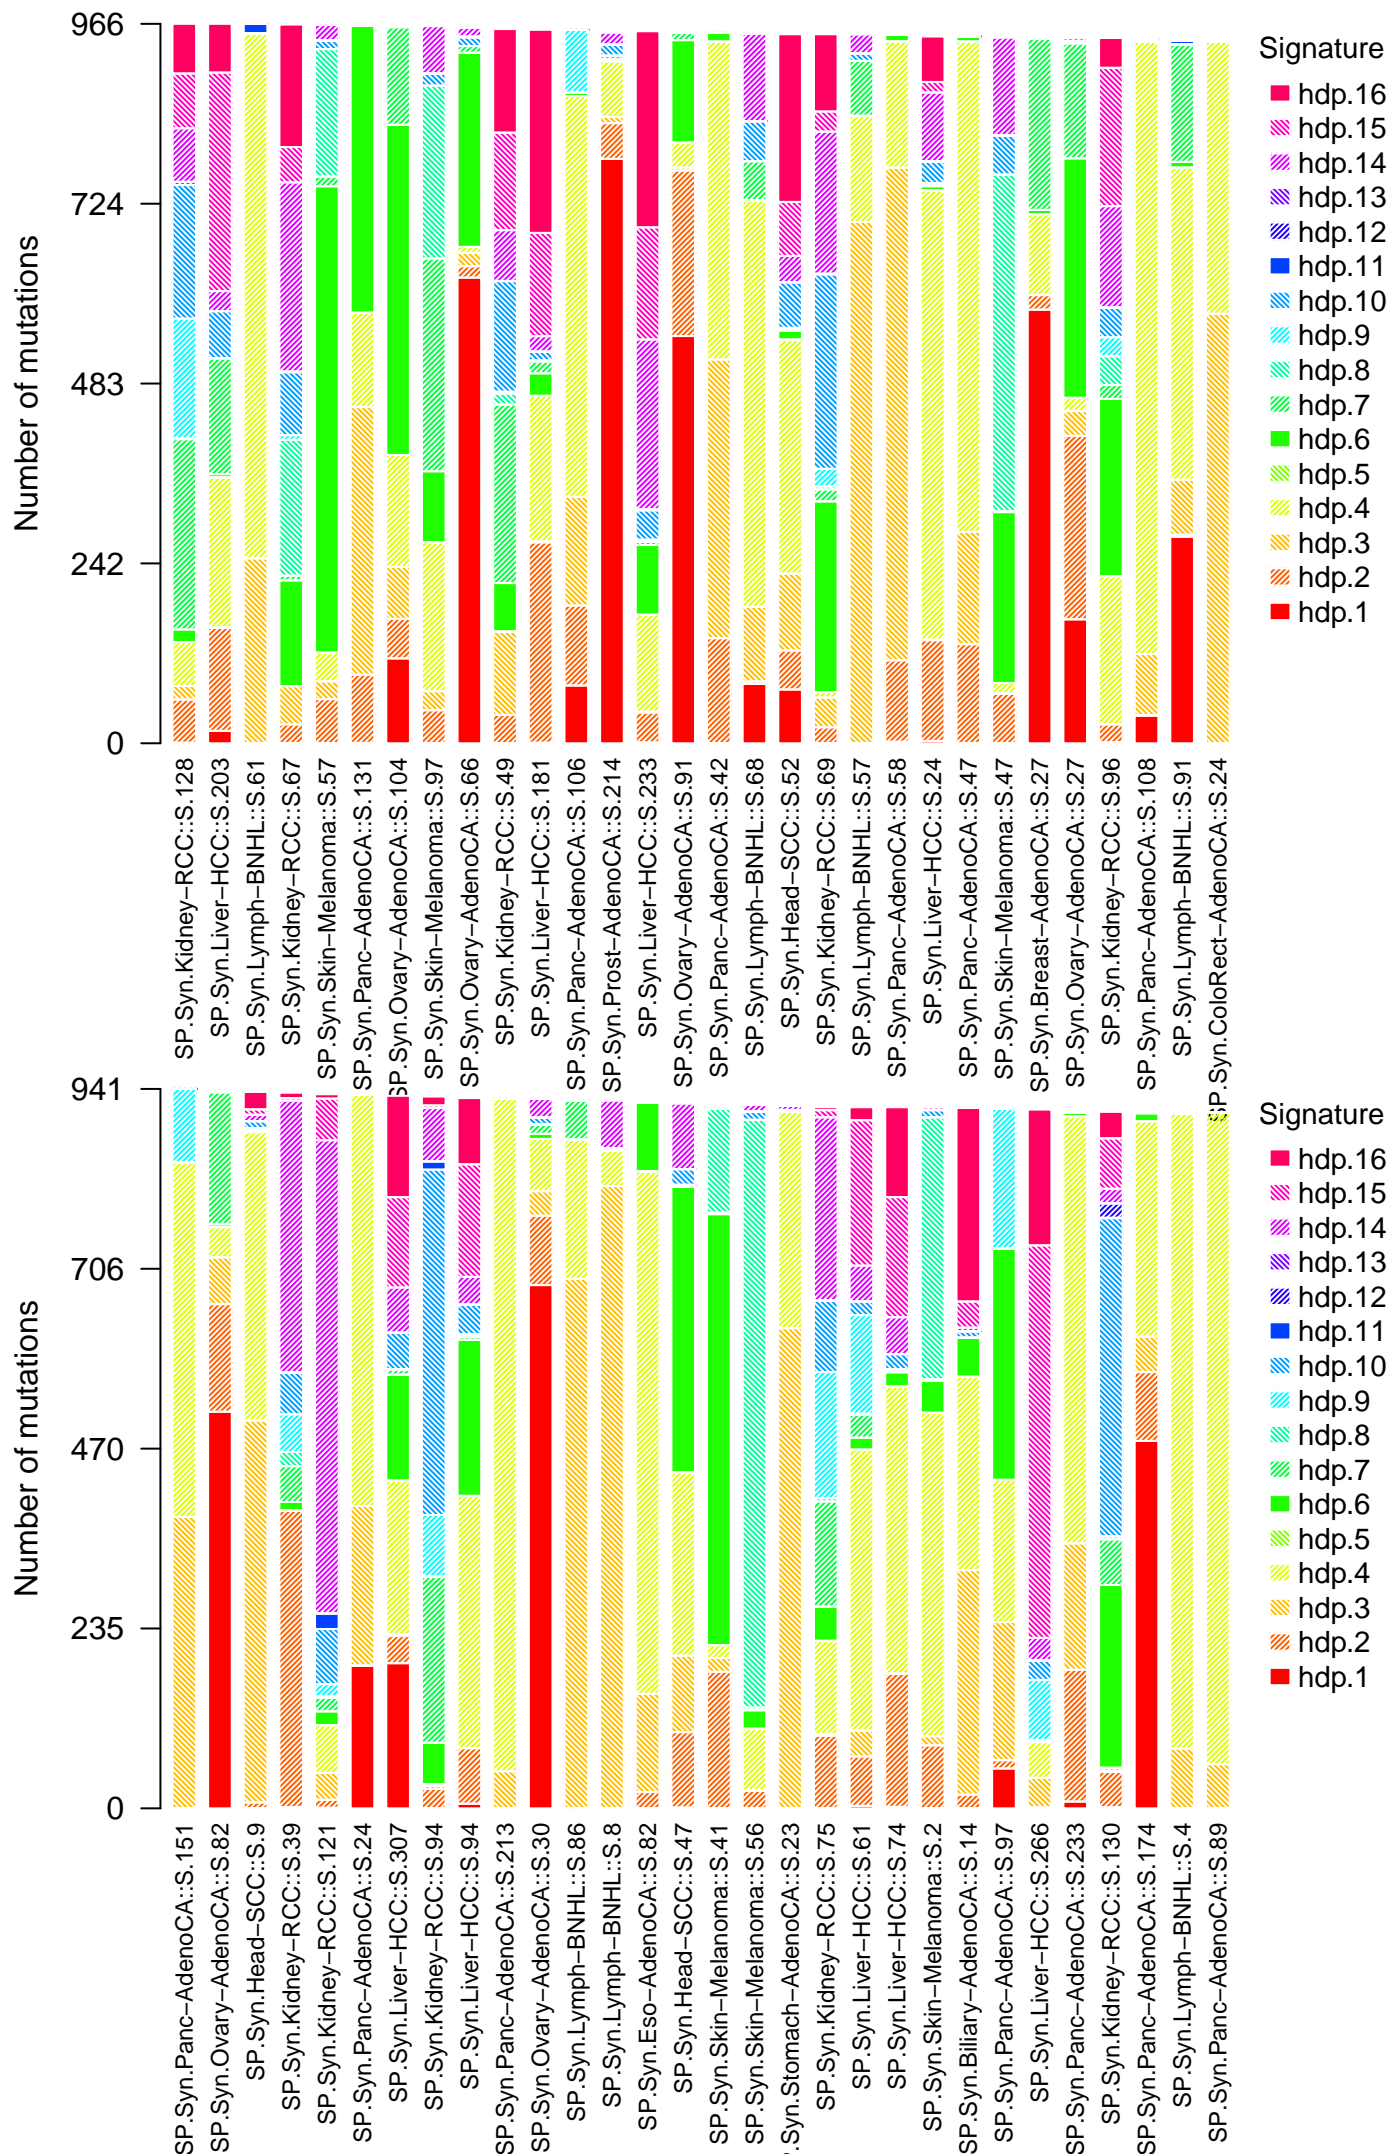 Number of mutations
966
724
483
242
0
Signature
hdp.16
hdp.15
hdp.14
hdp.13
hdp.12
hdp.11
hdp.10
hdp.9
hdp.8
hdp.7
hdp.6
hdp.5
hdp.4
hdp.3
hdp.2
hdp.1
SP.Syn.Kidney−RCC::S.128
SP.Syn.Liver−HCC::S.203
SP.Syn.Lymph−BNHL::S.61
SP.Syn.Kidney−RCC::S.67
SP.Syn.Skin−Melanoma::S.57
SP.Syn.Panc−AdenoCA::S.131
SP.Syn.Ovary−AdenoCA::S.104
SP.Syn.Skin−Melanoma::S.97
SP.Syn.Ovary−AdenoCA::S.66
SP.Syn.Kidney−RCC::S.49
SP.Syn.Liver−HCC::S.181
SP.Syn.Panc−AdenoCA::S.106
SP.Syn.Prost−AdenoCA::S.214
SP.Syn.Liver−HCC::S.233
SP.Syn.Ovary−AdenoCA::S.91
SP.Syn.Panc−AdenoCA::S.42
SP.Syn.Lymph−BNHL::S.68
SP.Syn.Head−SCC::S.52
SP.Syn.Kidney−RCC::S.69
SP.Syn.Lymph−BNHL::S.57
SP.Syn.Panc−AdenoCA::S.58
SP.Syn.Liver−HCC::S.24
SP.Syn.Panc−AdenoCA::S.47
SP.Syn.Skin−Melanoma::S.47
SP.Syn.Breast−AdenoCA::S.27
SP.Syn.Ovary−AdenoCA::S.27
SP.Syn.Kidney−RCC::S.96
SP.Syn.Panc−AdenoCA::S.108
SP.Syn.Lymph−BNHL::S.91
SP.Syn.ColoRect−AdenoCA::S.24
Number of mutations
941
706
470
235
0
Signature
hdp.16
hdp.15
hdp.14
hdp.13
hdp.12
hdp.11
hdp.10
hdp.9
hdp.8
hdp.7
hdp.6
hdp.5
hdp.4
hdp.3
hdp.2
hdp.1
SP.Syn.Panc−AdenoCA::S.151
SP.Syn.Ovary−AdenoCA::S.82
SP.Syn.Head−SCC::S.9
SP.Syn.Kidney−RCC::S.39
SP.Syn.Kidney−RCC::S.121
SP.Syn.Panc−AdenoCA::S.24
SP.Syn.Liver−HCC::S.307
SP.Syn.Kidney−RCC::S.94
SP.Syn.Liver−HCC::S.94
SP.Syn.Panc−AdenoCA::S.213
SP.Syn.Ovary−AdenoCA::S.30
SP.Syn.Lymph−BNHL::S.86
SP.Syn.Lymph−BNHL::S.8
SP.Syn.Eso−AdenoCA::S.82
SP.Syn.Head−SCC::S.47
SP.Syn.Skin−Melanoma::S.41
SP.Syn.Skin−Melanoma::S.56
.Syn.Stomach−AdenoCA::S.23
SP.Syn.Kidney−RCC::S.75
SP.Syn.Liver−HCC::S.61
SP.Syn.Liver−HCC::S.74
SP.Syn.Skin−Melanoma::S.2
SP.Syn.Biliary−AdenoCA::S.14
SP.Syn.Panc−AdenoCA::S.97
SP.Syn.Liver−HCC::S.266
SP.Syn.Panc−AdenoCA::S.233
SP.Syn.Kidney−RCC::S.130
SP.Syn.Panc−AdenoCA::S.174
SP.Syn.Lymph−BNHL::S.4
SP.Syn.Panc−AdenoCA::S.89